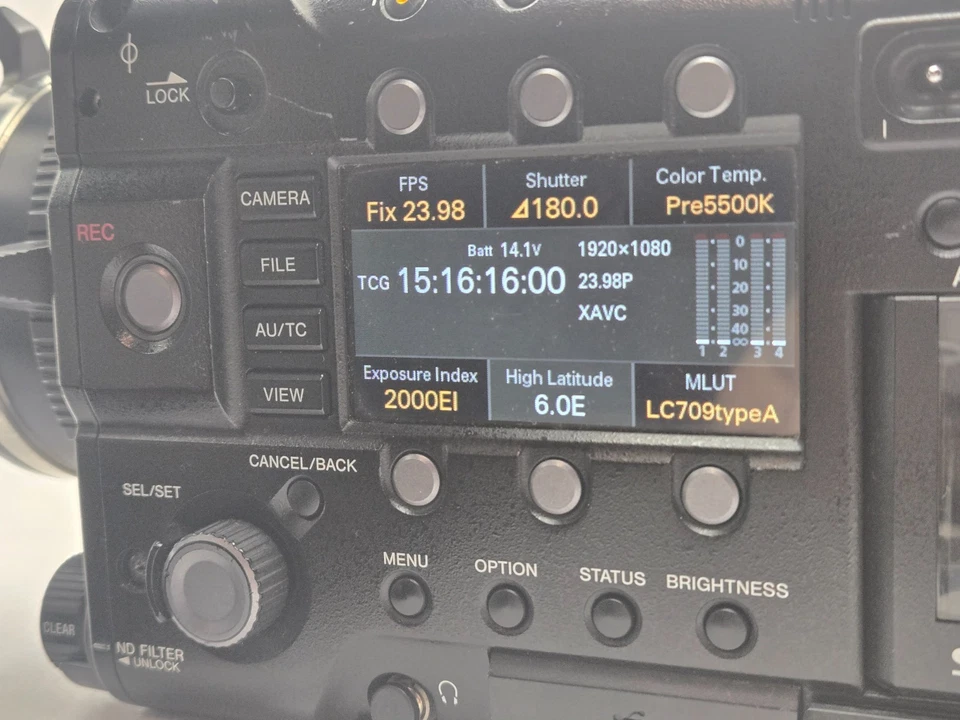 LOCK
FPS
Fix 23.98
Shutter
⊿180.0
Color Temp.
Pre5500K
REC
CAMERA
FILE
AU/TC
VIEW
Batt 14.1V
TCG 15:16:16:00
1920×1080
23.98P
XAVC
0
10
20
30
40
∞
1 2 3 4
Exposure Index
2000EI
High Latitude
6.0E
MLUT
LC709typeA
CANCEL/BACK
SEL/SET
MENU
OPTION
STATUS
BRIGHTNESS
CLEAR
ND FILTER
◀UNLOCK